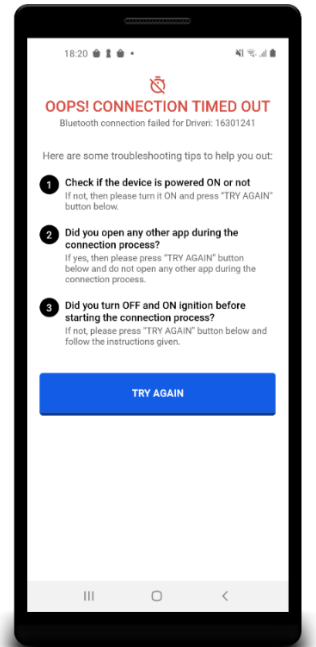 18:20
OOPS! CONNECTION TIMED OUT
Bluetooth connection failed for Driveri: 16301241
Here are some troubleshooting tips to help you out:
1 Check if the device is powered ON or not
If not, then please turn it ON and press "TRY AGAIN"
button below.
2 Did you open any other app during the
connection process?
If yes, then please press "TRY AGAIN" button
below and do not open any other app during the
connection process.
3 Did you turn OFF and ON ignition before
starting the connection process?
If not, please press "TRY AGAIN" button below and
follow the instructions given.
TRY AGAIN